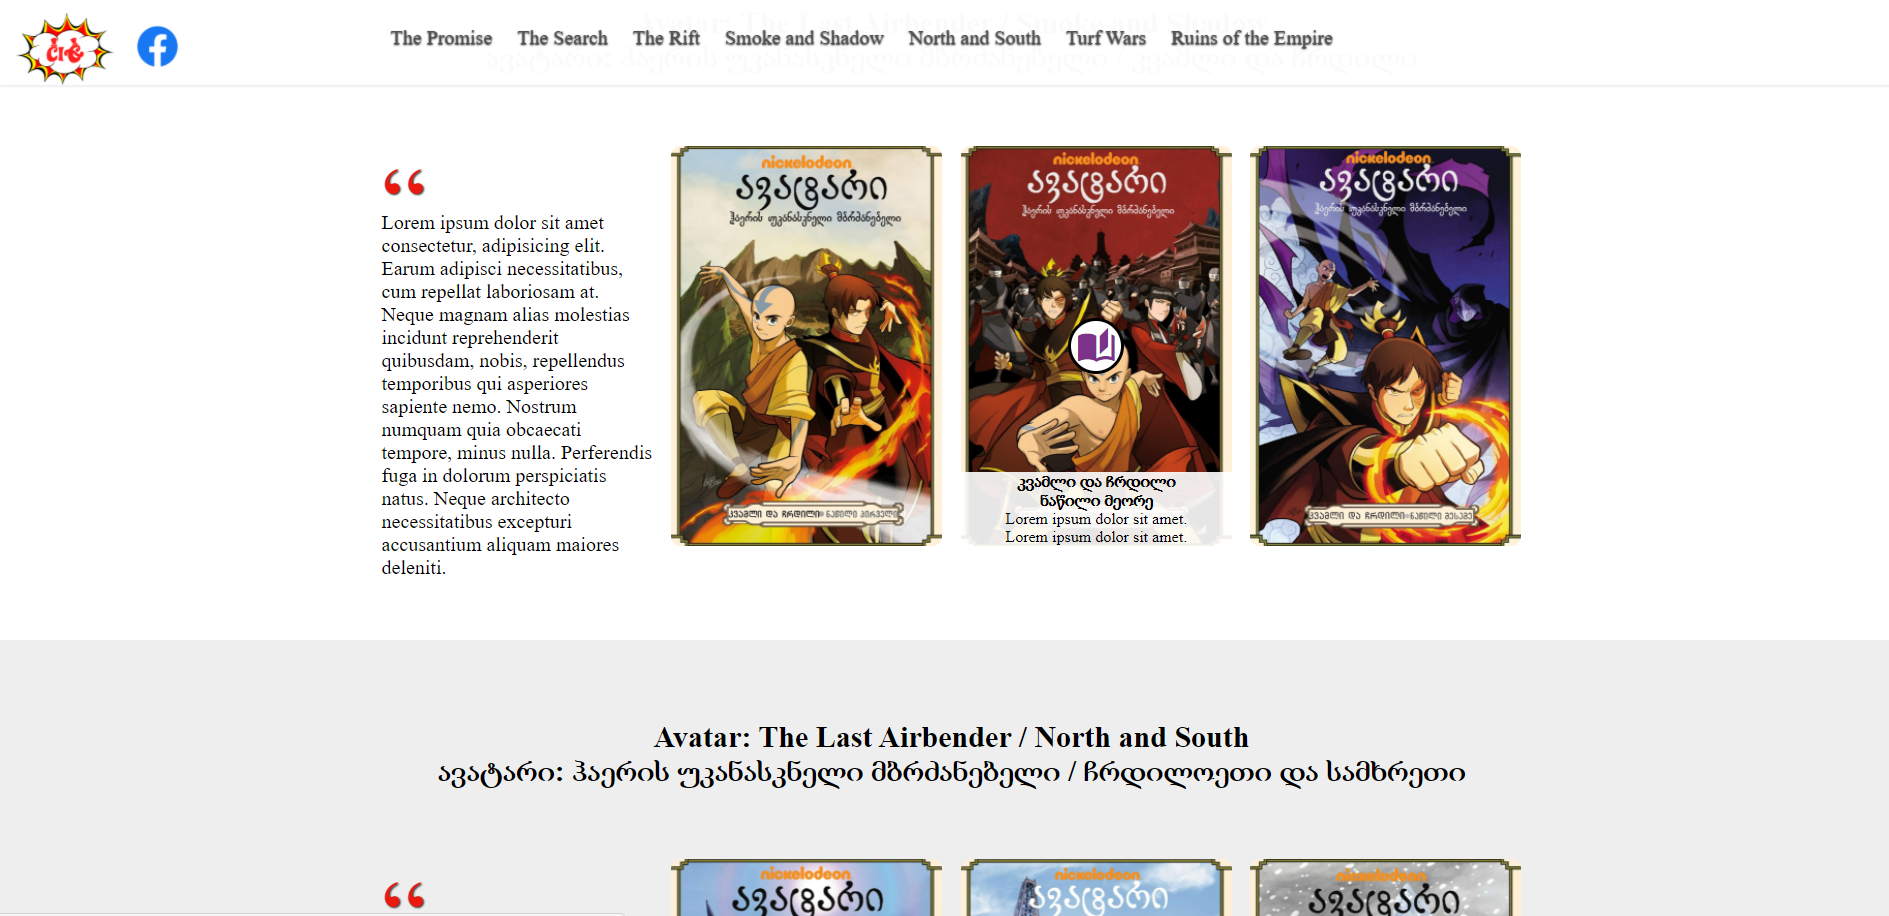 The Promise The Search The Rift Smoke and Shadow North and South Turf Wars Ruins of the Empire
Avatar: The Last Airbender / Smoke and Shadow
ავატარი: ჰაერის უკანასკნელი მბრძანებელი / კვამლი და ჩრდილი
“
Lorem ipsum dolor sit amet
consectetur, adipisicing elit.
Earum adipisci necessitatibus,
cum repellat laboriosam at.
Neque magnam alias molestias
incidunt reprehenderit
quibusdam, nobis, repellendus
temporibus qui asperiores
sapiente nemo. Nostrum
numquam quia obcaecati
tempore, minus nulla. Perferendis
fuga in dolorum perspiciatis
natus. Neque architecto
necessitatibus excepturi
accusantium aliquam maiores
deleniti.
nickelodeon
ავატარი
ჰაერის უკანასკნელი მბრძანებელი
კვამლი და ჩრდილი • ნაწილი პირველი
nickelodeon
ავატარი
ჰაერის უკანასკნელი მბრძანებელი
კვამლი და ჩრდილი
ნაწილი მეორე
Lorem ipsum dolor sit amet.
Lorem ipsum dolor sit amet.
nickelodeon
ავატარი
ჰაერის უკანასკნელი მბრძანებელი
კვამლი და ჩრდილი • ნაწილი მესამე
Avatar: The Last Airbender / North and South
ავატარი: ჰაერის უკანასკნელი მბრძანებელი / ჩრდილოეთი და სამხრეთი
“
nickelodeon
ავატარი
nickelodeon
ავატარი
nickelodeon
ავატარი